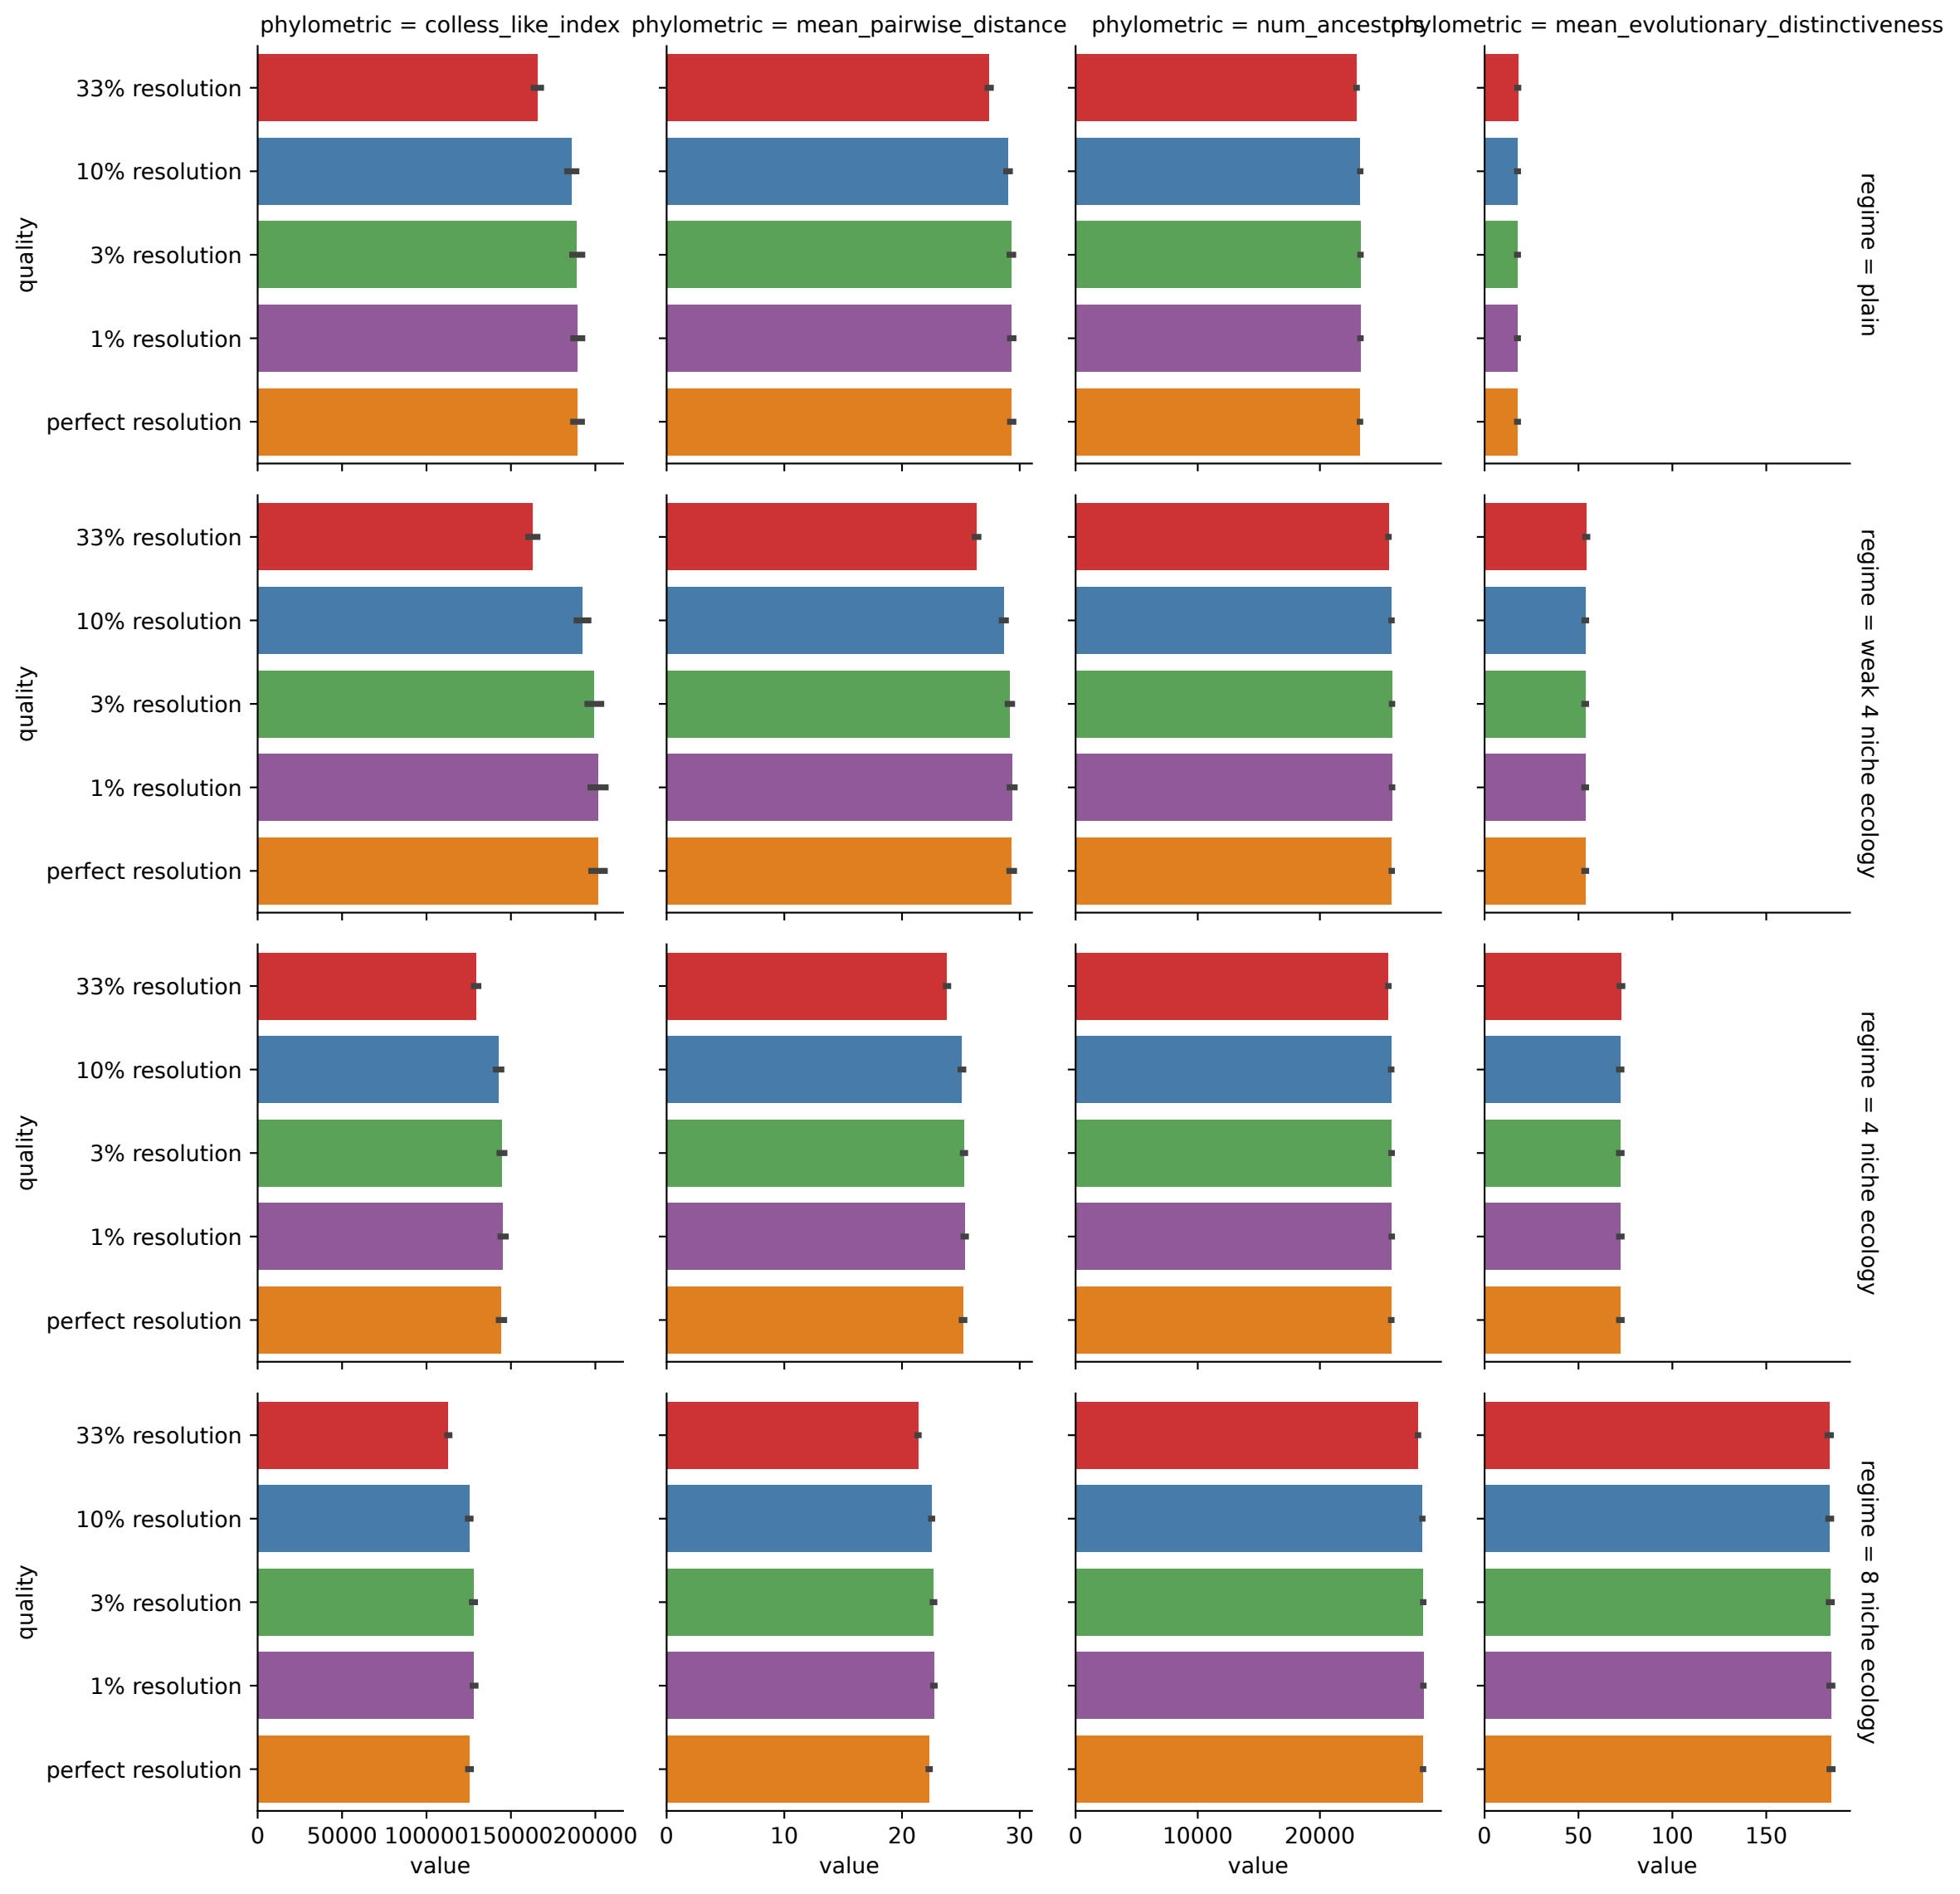 phylometric = colless_like_index
phylometric = mean_pairwise_distance
phylometric = num_ancestors
phylometric = mean_evolutionary_distinctiveness
quality
33% resolution
10% resolution
3% resolution
1% resolution
perfect resolution
regime = plain
quality
33% resolution
10% resolution
3% resolution
1% resolution
perfect resolution
regime = weak 4 niche ecology
quality
33% resolution
10% resolution
3% resolution
1% resolution
perfect resolution
regime = 4 niche ecology
quality
33% resolution
10% resolution
3% resolution
1% resolution
perfect resolution
regime = 8 niche ecology
0 50000 100000 150000 200000
0 10 20 30
0 10000 20000
0 50 100 150
value
value
value
value